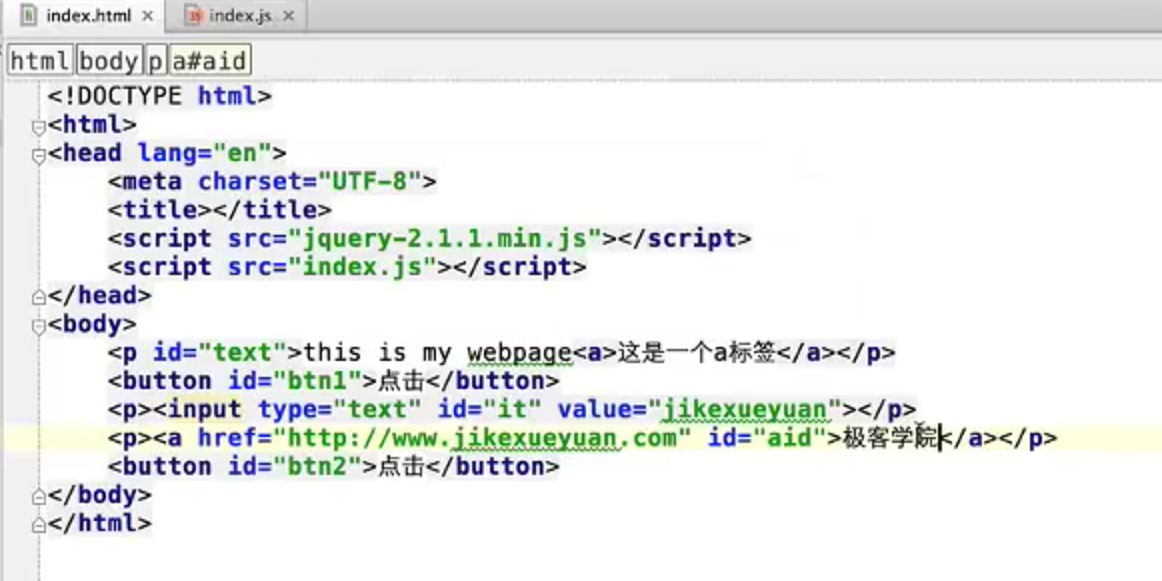 index.html × index.js ×
html body p a#aid
<!DOCTYPE html>
<html>
<head lang="en">
    <meta charset="UTF-8">
    <title></title>
    <script src="jquery-2.1.1.min.js"></script>
    <script src="index.js"></script>
</head>
<body>
    <p id="text">this is my webpage<a>这是一个a标签</a></p>
    <button id="btn1">点击</button>
    <p><input type="text" id="it" value="jikexueyuan"></p>
    <p><a href="http://www.jikexueyuan.com" id="aid">极客学院</a></p>
    <button id="btn2">点击</button>
</body>
</html>